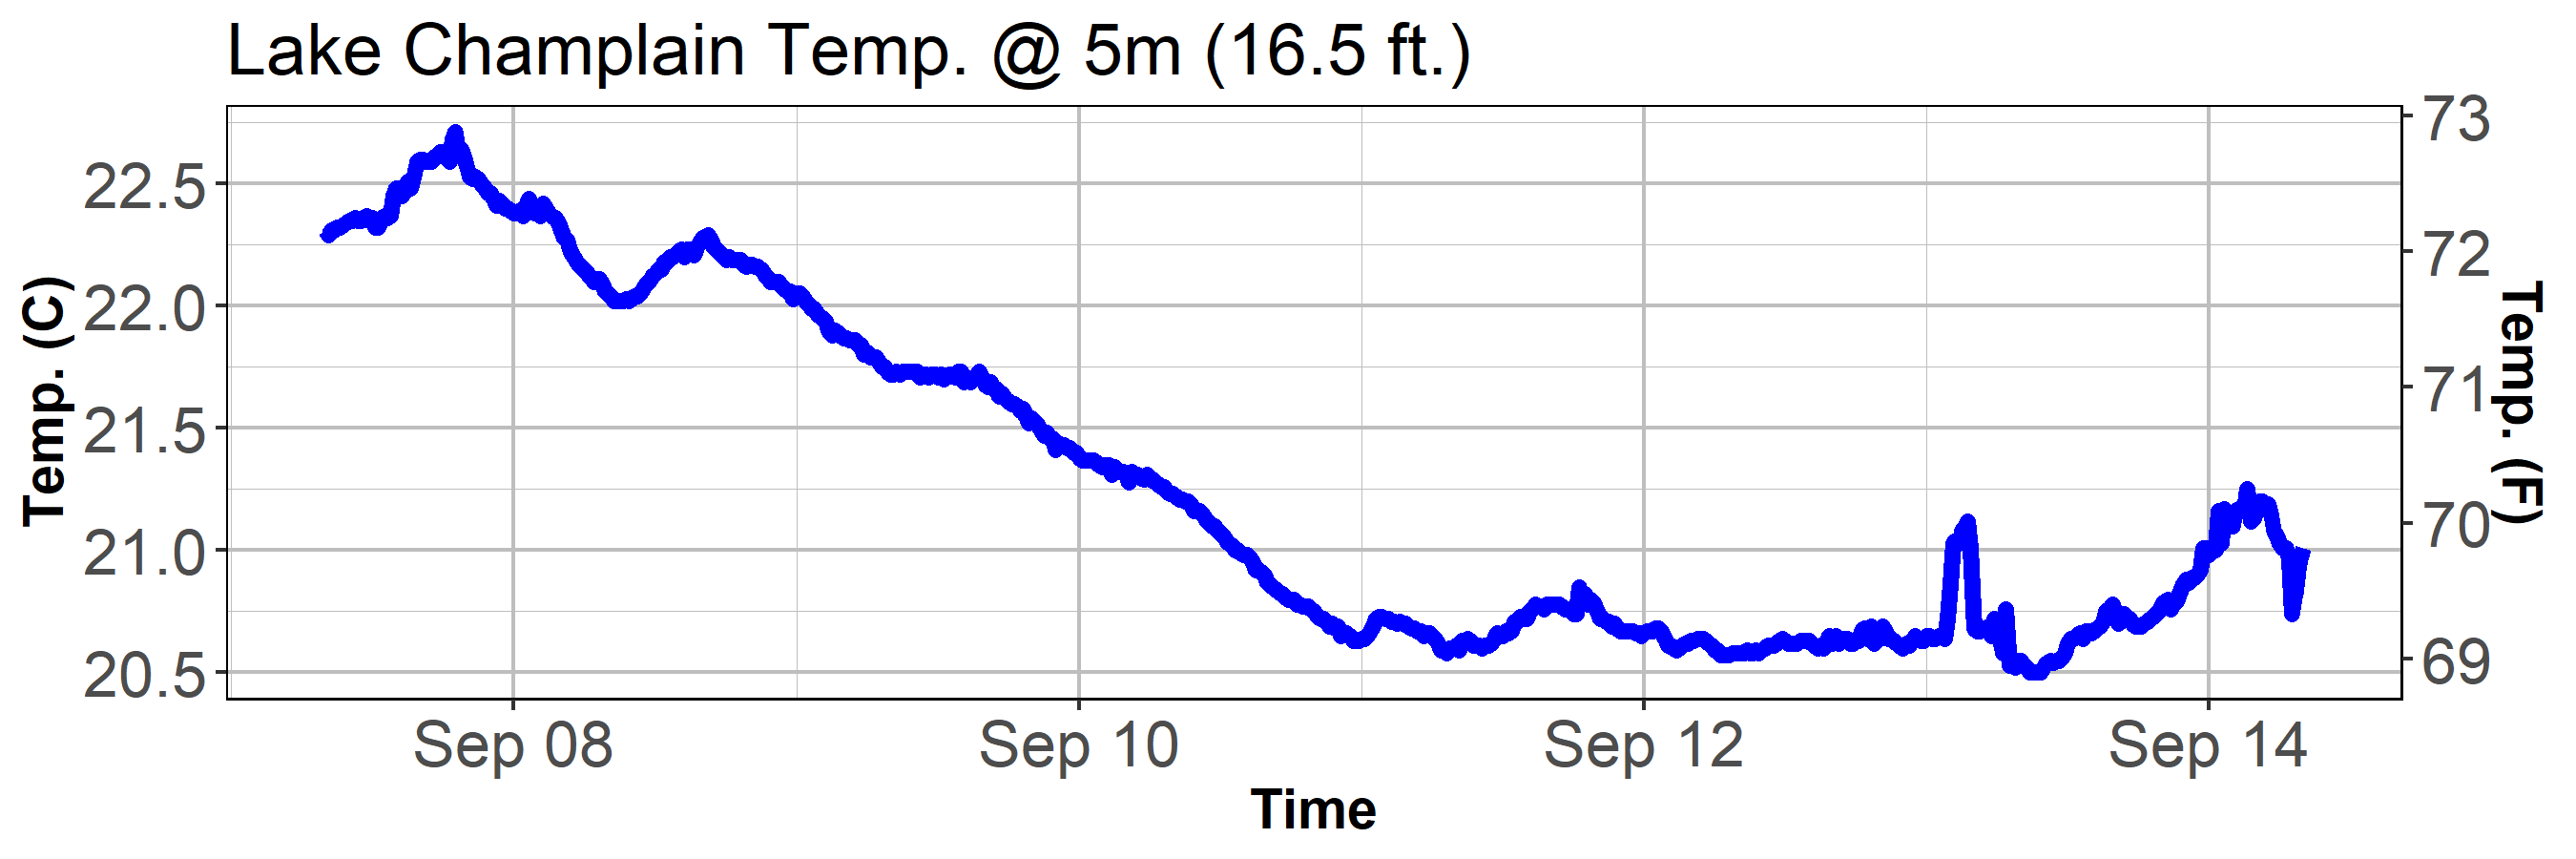 Lake Champlain Temp. @ 5m (16.5 ft.)
Temp. (C)
22.5
22.0
21.5
21.0
20.5
73
72
71
70
69
Temp. (F)
Sep 08
Sep 10
Sep 12
Sep 14
Time